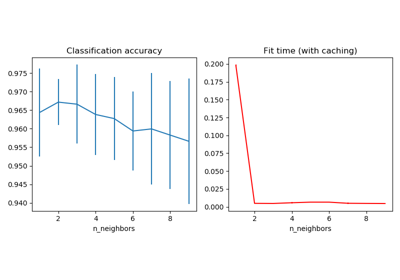 Classification accuracy
0.975
0.970
0.965
0.960
0.955
0.950
0.945
0.940
2 4 6 8
n_neighbors
Fit time (with caching)
0.200
0.175
0.150
0.125
0.100
0.075
0.050
0.025
0.000
2 4 6 8
n_neighbors